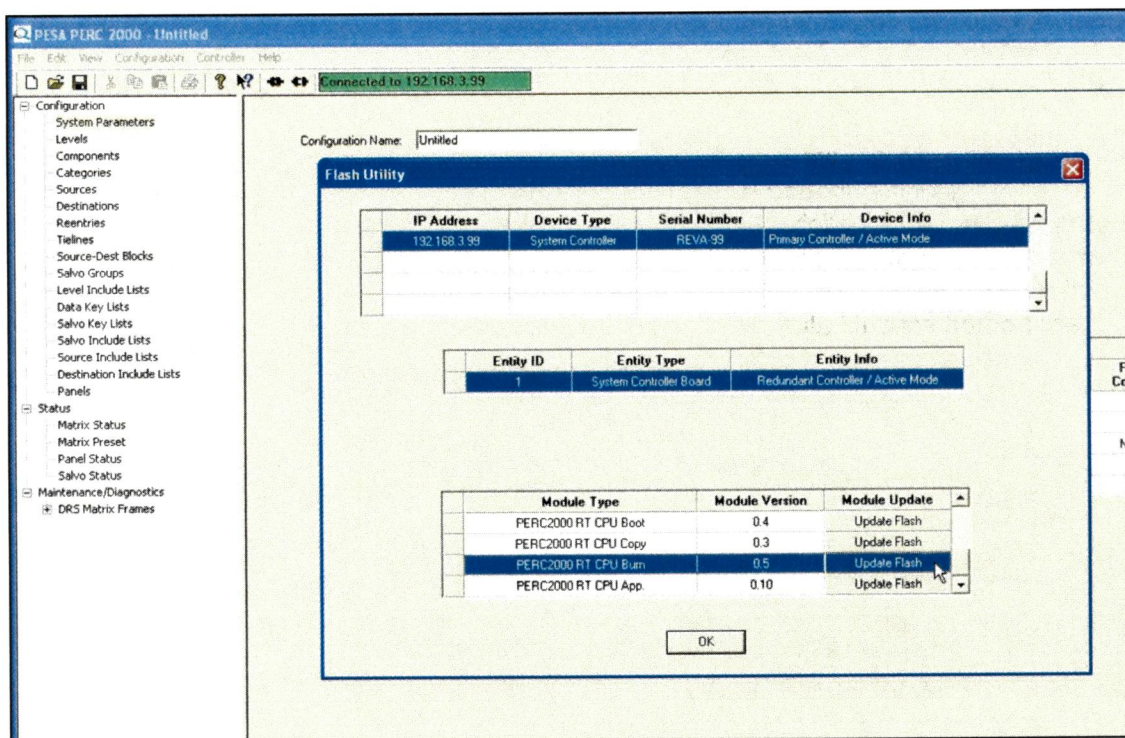 PESA PERC 2000 - Untitled
File Edit View Configuration Controller Help
Connected to 192.168.3.99
Configuration
System Parameters
Levels
Components
Categories
Sources
Destinations
Reentries
Tielines
Source-Dest Blocks
Salvo Groups
Level Include Lists
Data Key Lists
Salvo Key Lists
Salvo Include Lists
Source Include Lists
Destination Include Lists
Panels
Status
Matrix Status
Matrix Preset
Panel Status
Salvo Status
Maintenance/Diagnostics
DRS Matrix Frames
Configuration Name: Untitled
Flash Utility
IP Address Device Type Serial Number Device Info
192.168.3.99 System Controller REVA-99 Primary Controller / Active Mode
Entity ID Entity Type Entity Info
1 System Controller Board Redundant Controller / Active Mode
Module Type Module Version Module Update
PERC2000 RT CPU Boot 0.4 Update Flash
PERC2000 RT CPU Copy 0.3 Update Flash
PERC2000 RT CPU Burn 0.5 Update Flash
PERC2000 RT CPU App. 0.10 Update Flash
OK